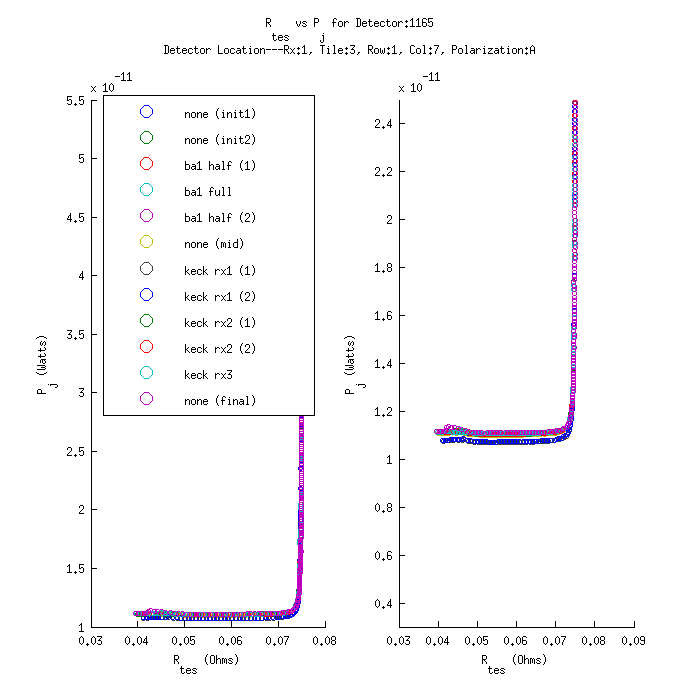 R_tes vs P_j for Detector:1165
Detector Location---Rx:1, Tile:3, Row:1, Col:7, Polarization:A
x 10^-11
5.5
5
4.5
4
3.5
3
2.5
2
1.5
1
P_j (Watts)
none (init1)
none (init2)
ba1 half (1)
ba1 full
ba1 half (2)
none (mid)
keck rx1 (1)
keck rx1 (2)
keck rx2 (1)
keck rx2 (2)
keck rx3
none (final)
0.03 0.04 0.05 0.06 0.07 0.08
R_tes (Ohms)
x 10^-11
2.4
2.2
2
1.8
1.6
1.4
1.2
1
0.8
0.6
0.4
P_j (Watts)
0.03 0.04 0.05 0.06 0.07 0.08 0.09
R_tes (Ohms)